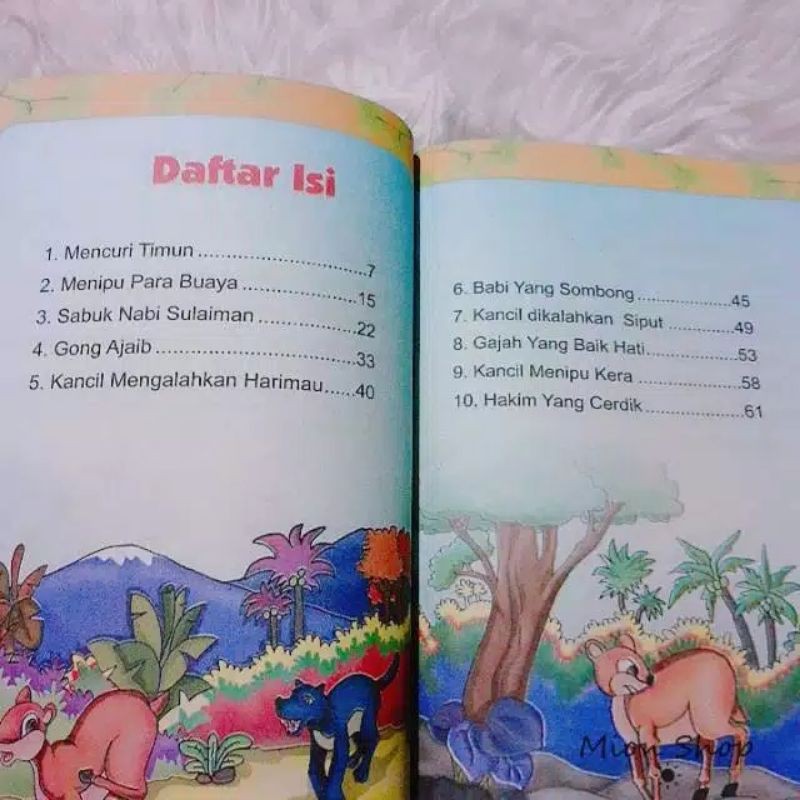 Daftar Isi
1. Mencuri Timun ..............................7
2. Menipu Para Buaya ....................15
3. Sabuk Nabi Sulaiman ..................22
4. Gong Ajaib ...................................33
5. Kancil Mengalahkan Harimau......40
6. Babi Yang Sombong ................45
7. Kancil dikalahkan Siput ..............49
8. Gajah Yang Baik Hati..................53
9. Kancil Menipu Kera ...................58
10. Hakim Yang Cerdik..................61
Mion Shop